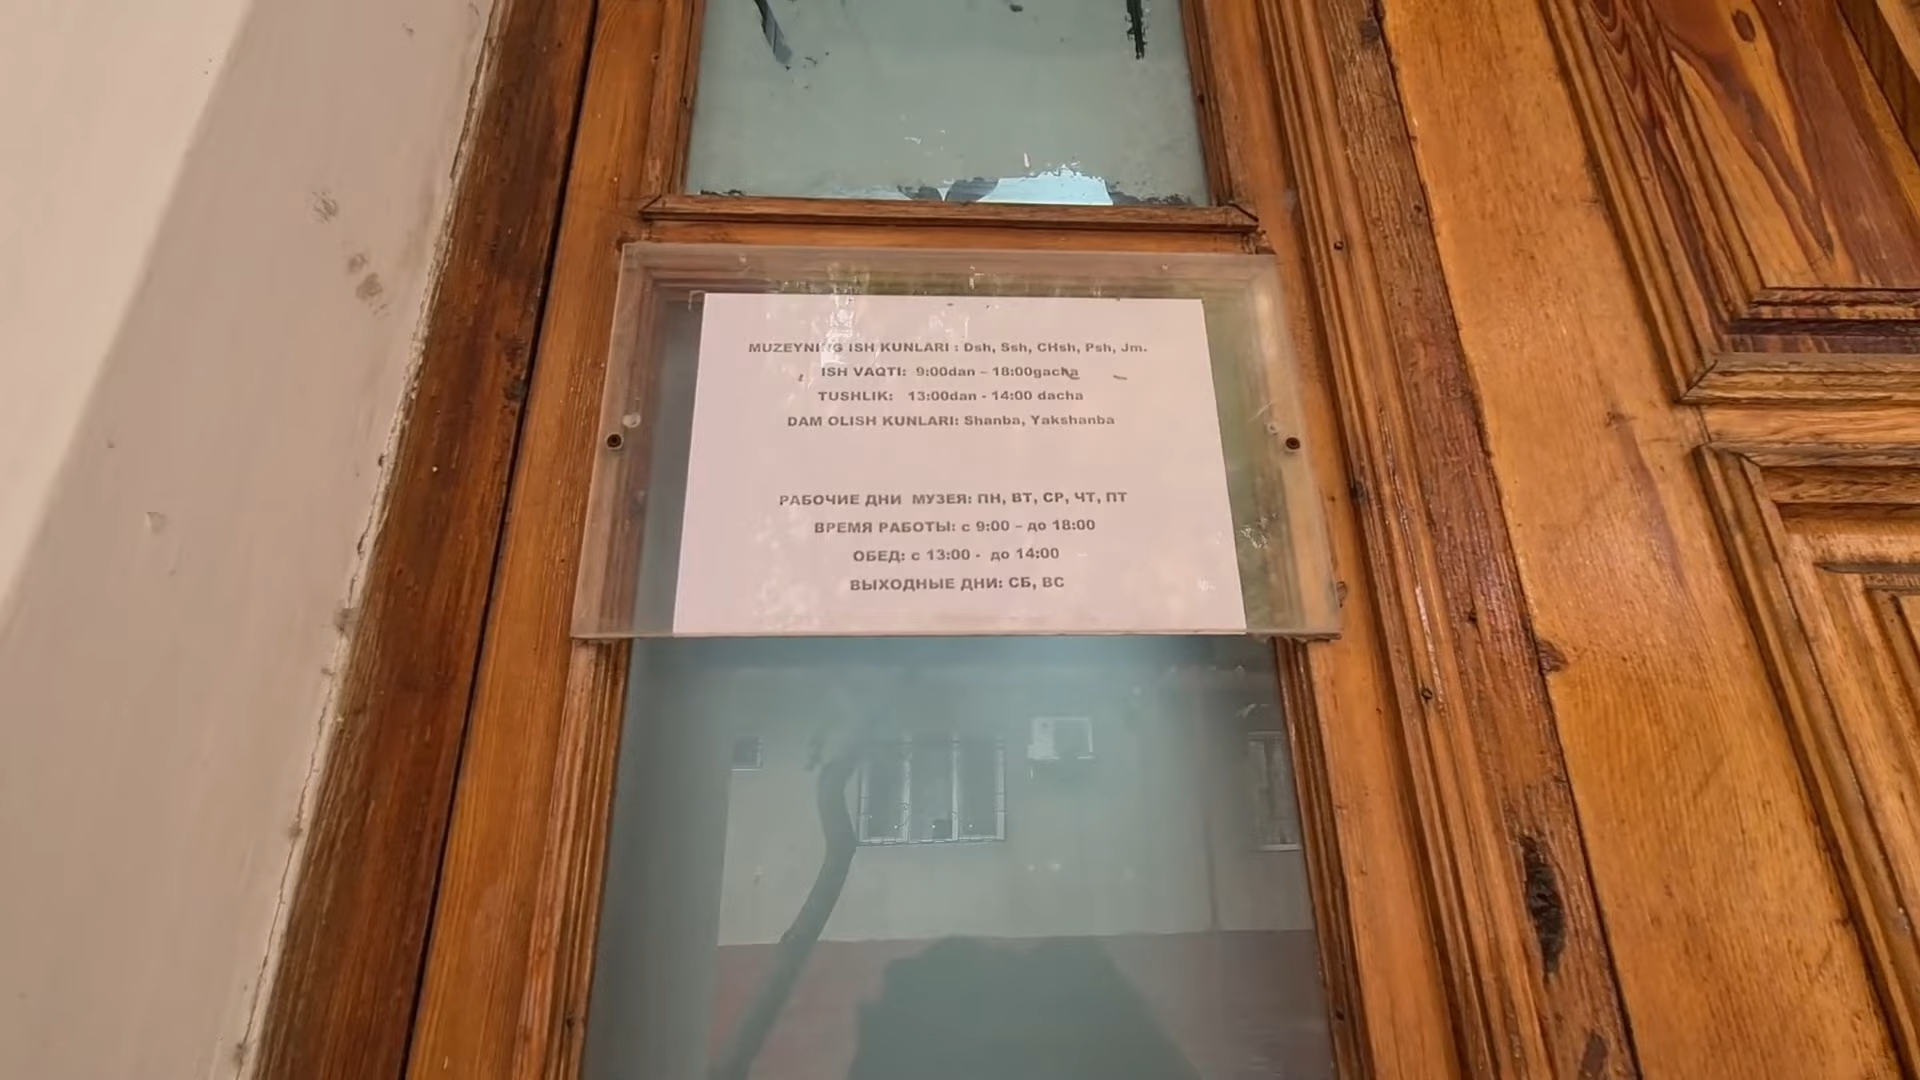 MUZEYNING ISH KUNLARI : Dsh, Ssh, CHsh, Psh, Jm.
ISH VAQTI: 9:00dan – 18:00gacha
TUSHLIK: 13:00dan - 14:00 dacha
DAM OLISH KUNLARI: Shanba, Yakshanba
РАБОЧИЕ ДНИ МУЗЕЯ: ПН, ВТ, СР, ЧТ, ПТ
ВРЕМЯ РАБОТЫ: с 9:00 – до 18:00
ОБЕД: с 13:00 - до 14:00
ВЫХОДНЫЕ ДНИ: СБ, ВС